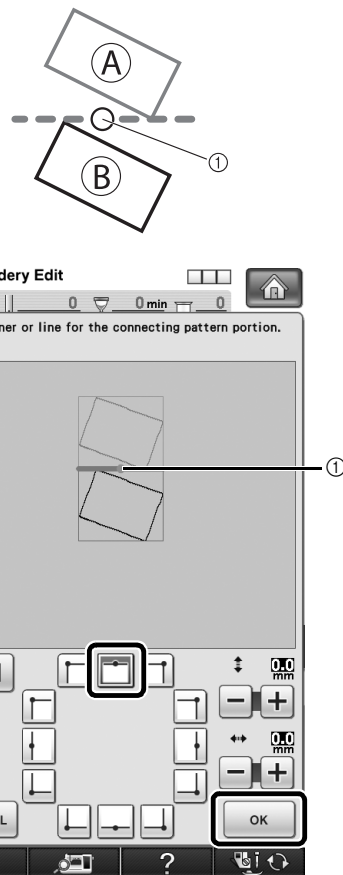 A
①
B
dery Edit
0 0 min 0
ner or line for the connecting pattern portion.
①
0.0
mm
− +
0.0
mm
− +
L OK
?